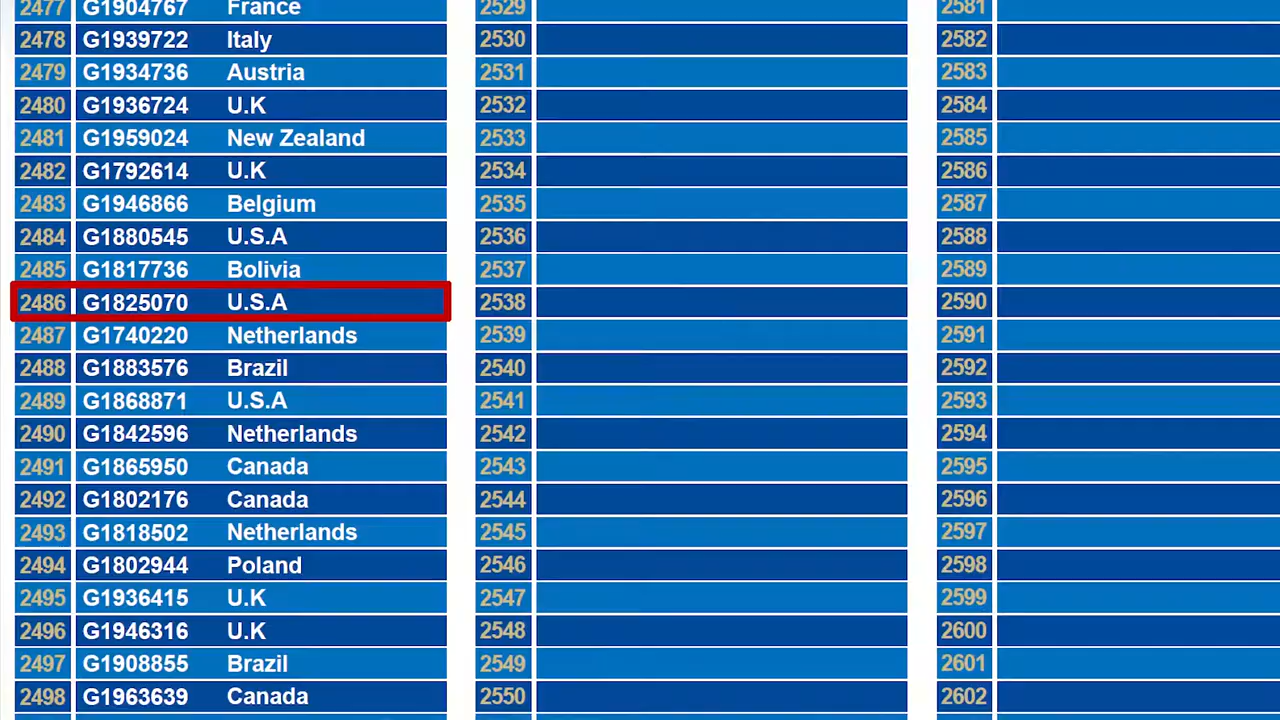 2477 G1904767 France
2478 G1939722 Italy
2479 G1934736 Austria
2480 G1936724 U.K
2481 G1959024 New Zealand
2482 G1792614 U.K
2483 G1946866 Belgium
2484 G1880545 U.S.A
2485 G1817736 Bolivia
2486 G1825070 U.S.A
2487 G1740220 Netherlands
2488 G1883576 Brazil
2489 G1868871 U.S.A
2490 G1842596 Netherlands
2491 G1865950 Canada
2492 G1802176 Canada
2493 G1818502 Netherlands
2494 G1802944 Poland
2495 G1936415 U.K
2496 G1946316 U.K
2497 G1908855 Brazil
2498 G1963639 Canada
2529
2530
2531
2532
2533
2534
2535
2536
2537
2538
2539
2540
2541
2542
2543
2544
2545
2546
2547
2548
2549
2550
2581
2582
2583
2584
2585
2586
2587
2588
2589
2590
2591
2592
2593
2594
2595
2596
2597
2598
2599
2600
2601
2602